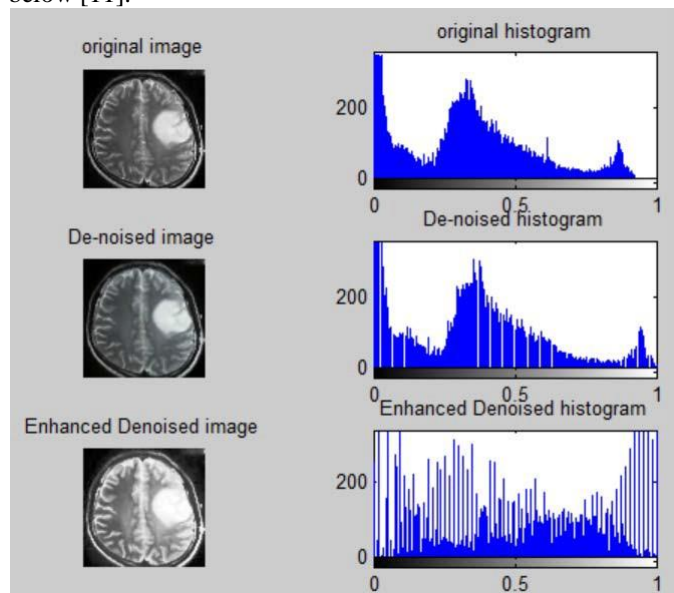 below [11].
original image
original histogram
200
0
0
0.5
1
De-noised image
De-noised histogram
200
0
0
0.5
1
Enhanced Denoised image
Enhanced Denoised histogram
200
0
0
0.5
1